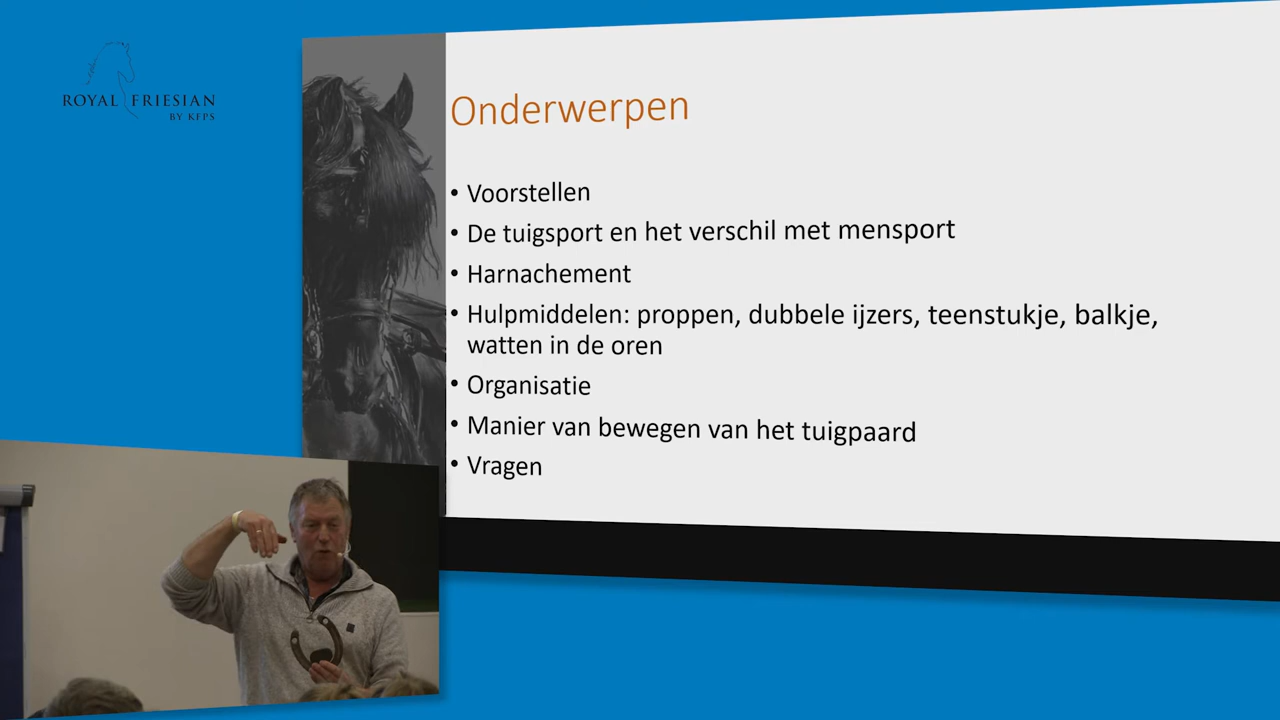 ROYAL FRIESIAN
BY KFPS
Onderwerpen
• Voorstellen
• De tuigsport en het verschil met mensport
• Harnachement
• Hulpmiddelen: proppen, dubbele ijzers, teenstukje, balkje,
watten in de oren
• Organisatie
• Manier van bewegen van het tuigpaard
• Vragen